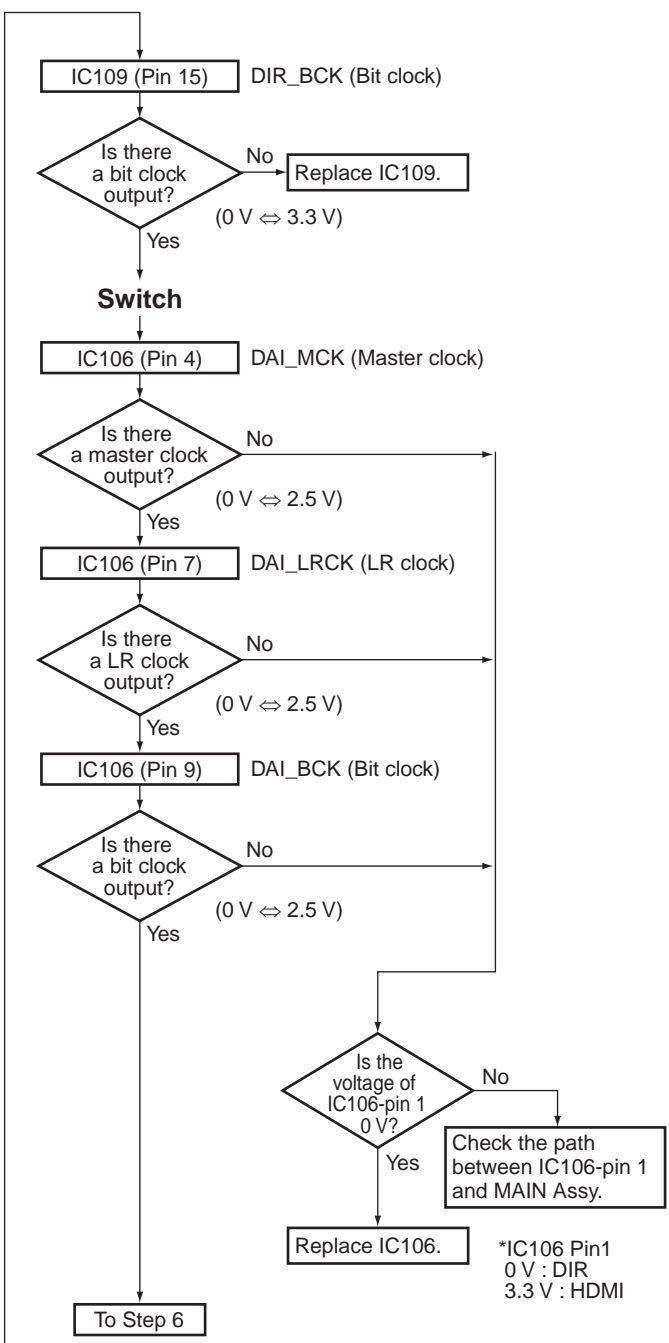 IC109 (Pin 15)
DIR_BCK (Bit clock)
Is there
a bit clock
output?
No
Replace IC109.
(0 V ⇔ 3.3 V)
Yes
Switch
IC106 (Pin 4)
DAI_MCK (Master clock)
Is there
a master clock
output?
No
(0 V ⇔ 2.5 V)
Yes
IC106 (Pin 7)
DAI_LRCK (LR clock)
Is there
a LR clock
output?
No
(0 V ⇔ 2.5 V)
Yes
IC106 (Pin 9)
DAI_BCK (Bit clock)
Is there
a bit clock
output?
No
(0 V ⇔ 2.5 V)
Yes
Is the
voltage of
IC106-pin 1
0 V?
No
Check the path
between IC106-pin 1
and MAIN Assy.
Yes
Replace IC106.
*IC106 Pin1
0 V : DIR
3.3 V : HDMI
To Step 6